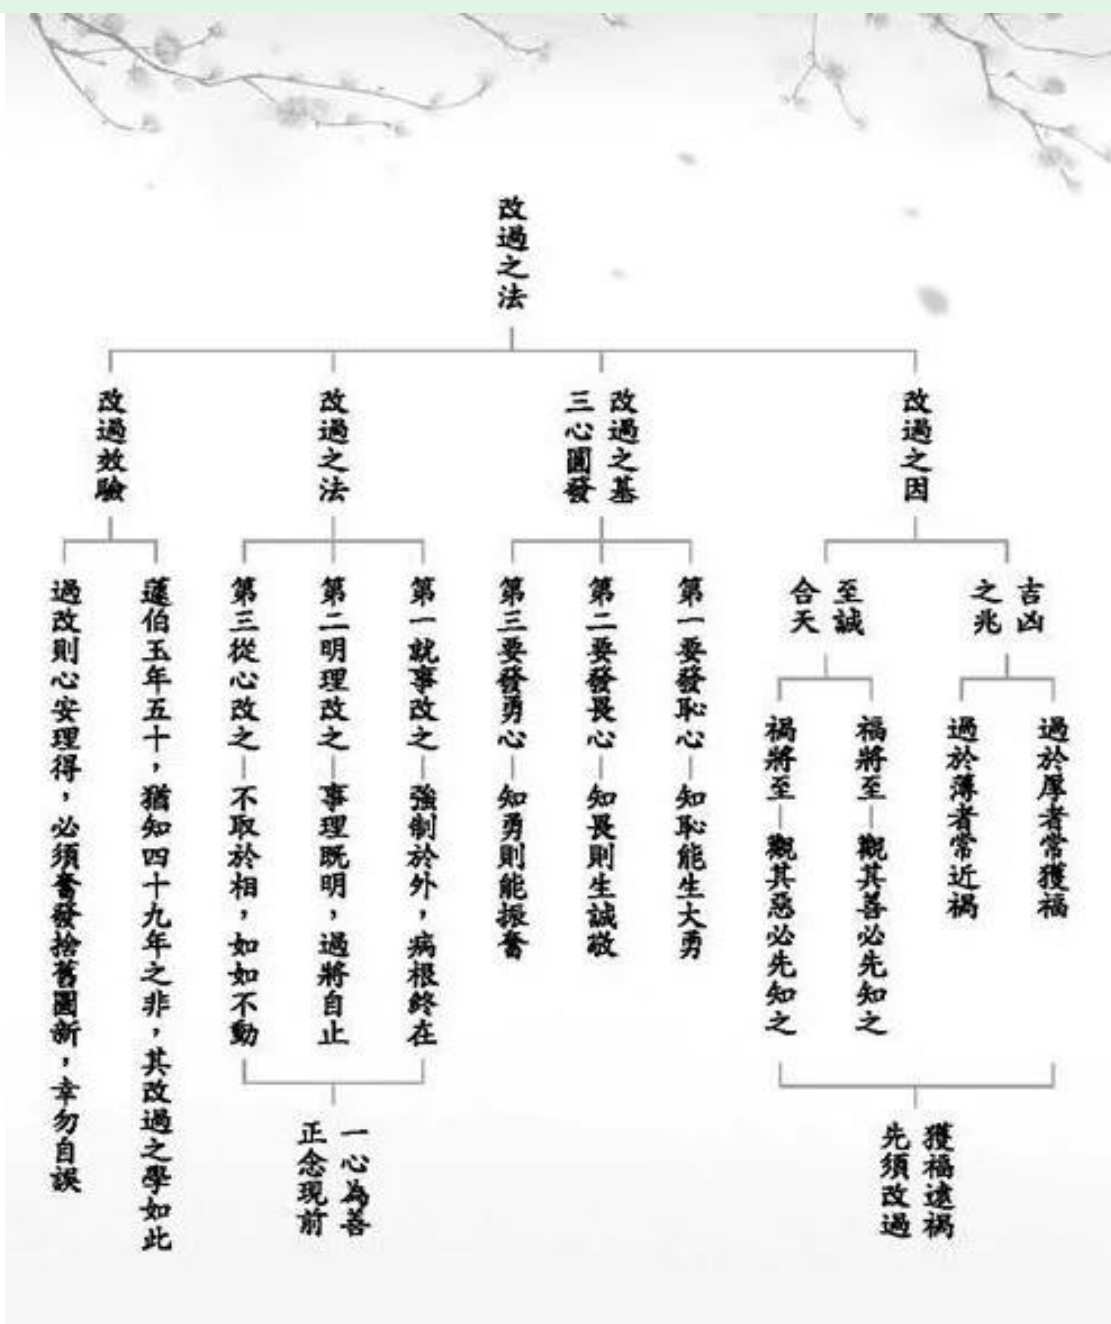 改過之法
改過之因
吉凶
之兆
過於厚者常獲福
過於薄者常近禍
至誠
合天
福將至
觀其善必先知之
禍將至
觀其惡必先知之
獲福遠禍
先須改過
改過之基
三心圓發
第一要發恥心
知恥能生大勇
第二要發畏心
知畏則生誠敬
第三要發勇心
知勇則能振奮
改過之法
第一就事改之
強制於外，病根終在
第二明理改之
事理既明，過將自止
第三從心改之
不取於相，如如不動
一心為善
正念現前
改過效驗
蘧伯玉年五十，猶知四十九年之非，其改過之學如此
過改則心安理得，必須奮發捨舊圖新，幸勿自誤